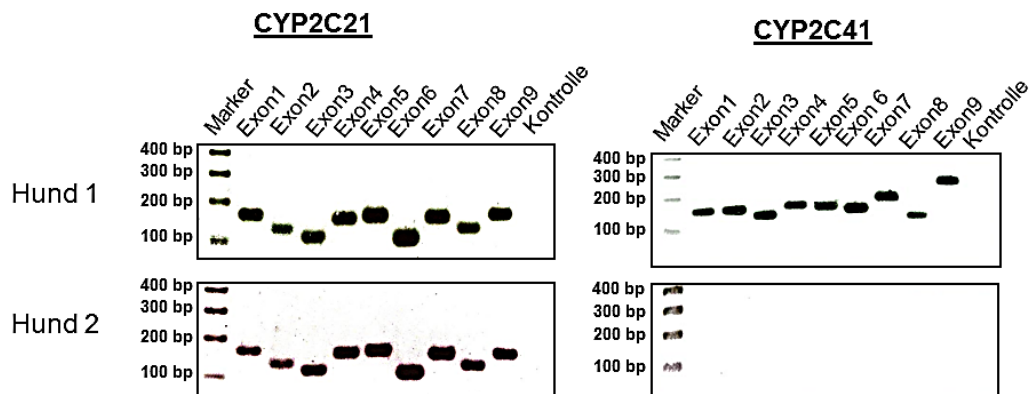 CYP2C21
Marker Exon1 Exon2 Exon3 Exon4 Exon5 Exon6 Exon7 Exon8 Exon9 Kontrolle
Hund 1
400 bp
300 bp
200 bp
100 bp
Hund 2
400 bp
300 bp
200 bp
100 bp
CYP2C41
Marker Exon1 Exon2 Exon3 Exon4 Exon5 Exon 6 Exon7 Exon8 Exon9 Kontrolle
400 bp
300 bp
200 bp
100 bp
400 bp
300 bp
200 bp
100 bp